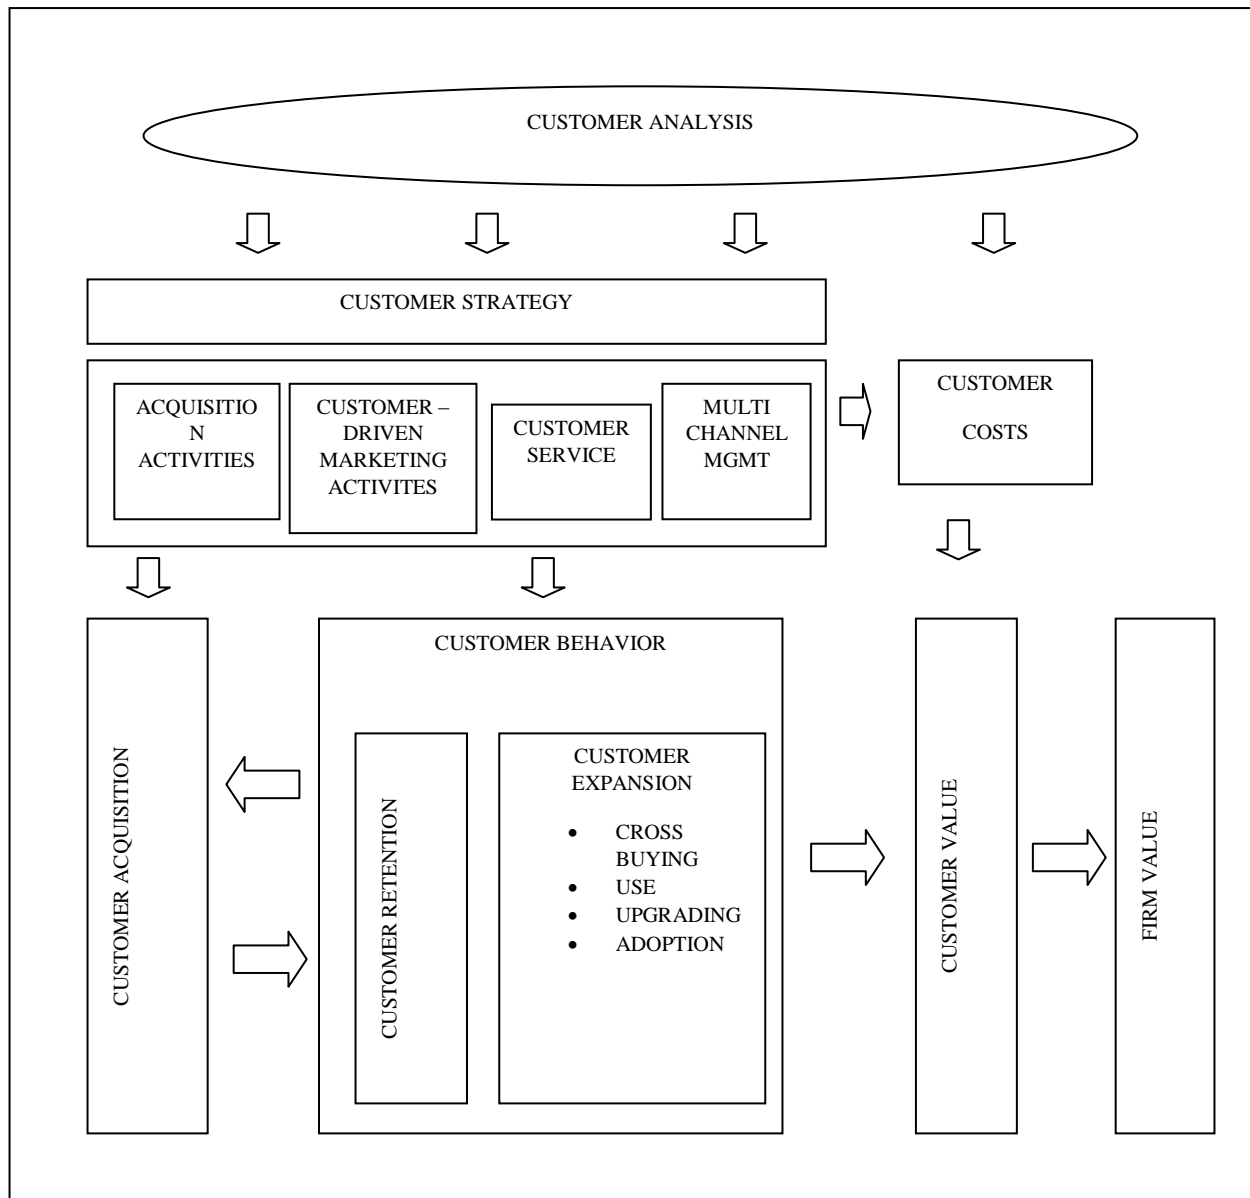 CUSTOMER ANALYSIS
CUSTOMER STRATEGY
ACQUISITIO
N
ACTIVITIES
CUSTOMER –
DRIVEN
MARKETING
ACTIVITES
CUSTOMER
SERVICE
MULTI
CHANNEL
MGMT
CUSTOMER
COSTS
CUSTOMER ACQUISITION
CUSTOMER BEHAVIOR
CUSTOMER RETENTION
CUSTOMER
EXPANSION
• CROSS
BUYING
• USE
• UPGRADING
• ADOPTION
CUSTOMER VALUE
FIRM VALUE